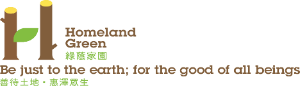 Homeland
Green
綠蔭家園
Be just to the earth; for the good of all beings
善待土地·惠澤眾生